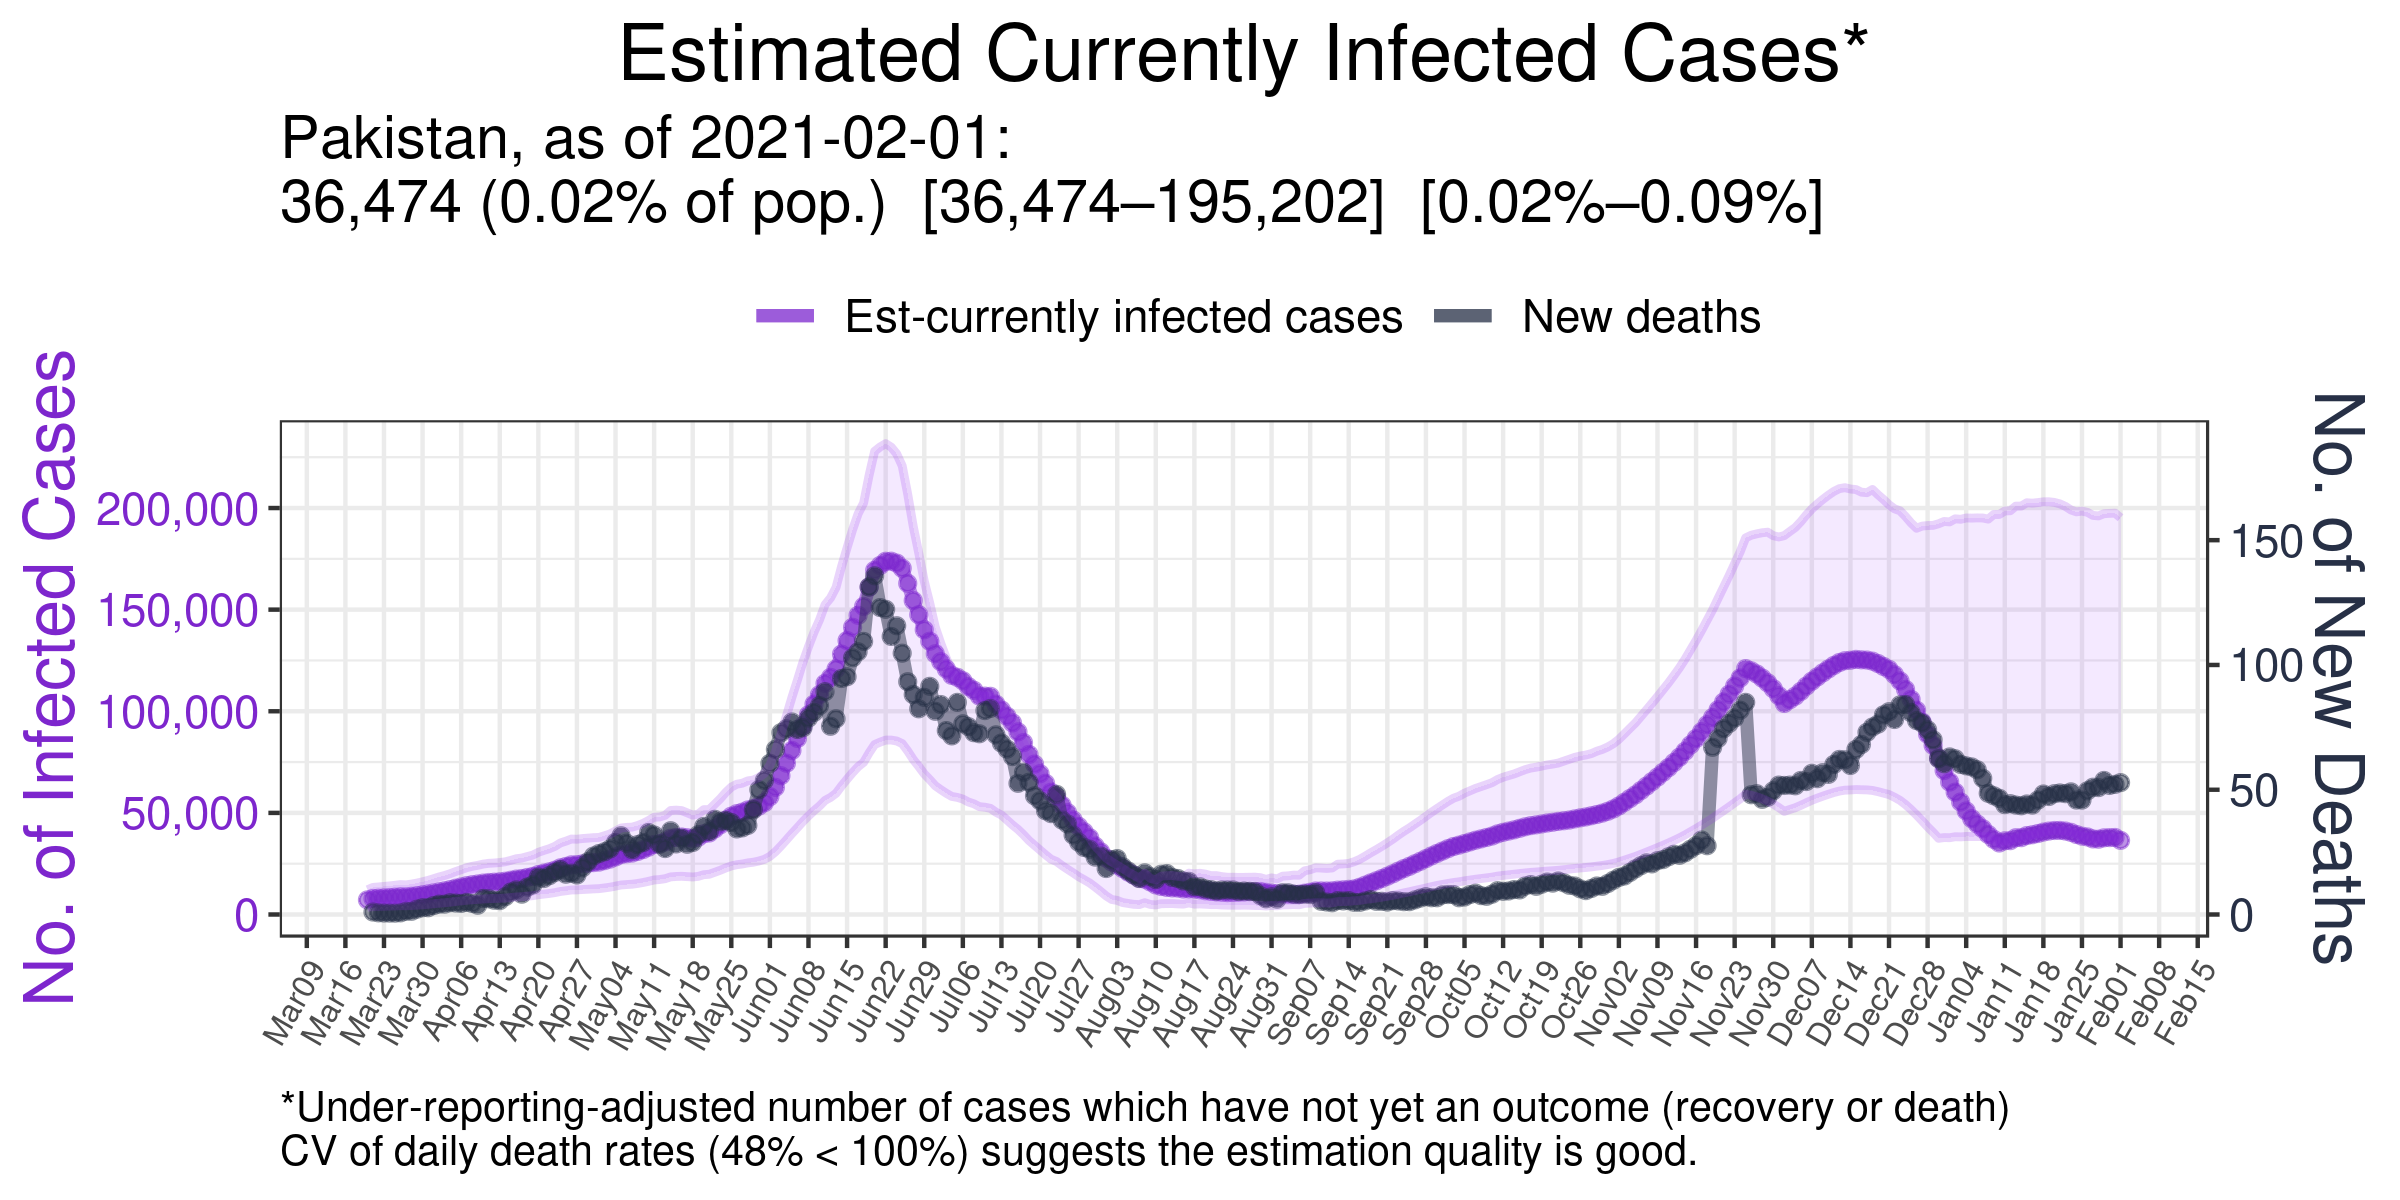 Estimated Currently Infected Cases*
Pakistan, as of 2021-02-01:
36,474 (0.02% of pop.)  [36,474–195,202]  [0.02%–0.09%]
Est-currently infected cases
New deaths
No. of Infected Cases
200,000
150,000
100,000
50,000
0
No. of New Deaths
150
100
50
0
Mar09
Mar16
Mar23
Mar30
Apr06
Apr13
Apr20
Apr27
May04
May11
May18
May25
Jun01
Jun08
Jun15
Jun22
Jun29
Jul06
Jul13
Jul20
Jul27
Aug03
Aug10
Aug17
Aug24
Aug31
Sep07
Sep14
Sep21
Sep28
Oct05
Oct12
Oct19
Oct26
Nov02
Nov09
Nov16
Nov23
Nov30
Dec07
Dec14
Dec21
Dec28
Jan04
Jan11
Jan18
Jan25
Feb01
Feb08
Feb15
*Under-reporting-adjusted number of cases which have not yet an outcome (recovery or death)
CV of daily death rates (48% < 100%) suggests the estimation quality is good.